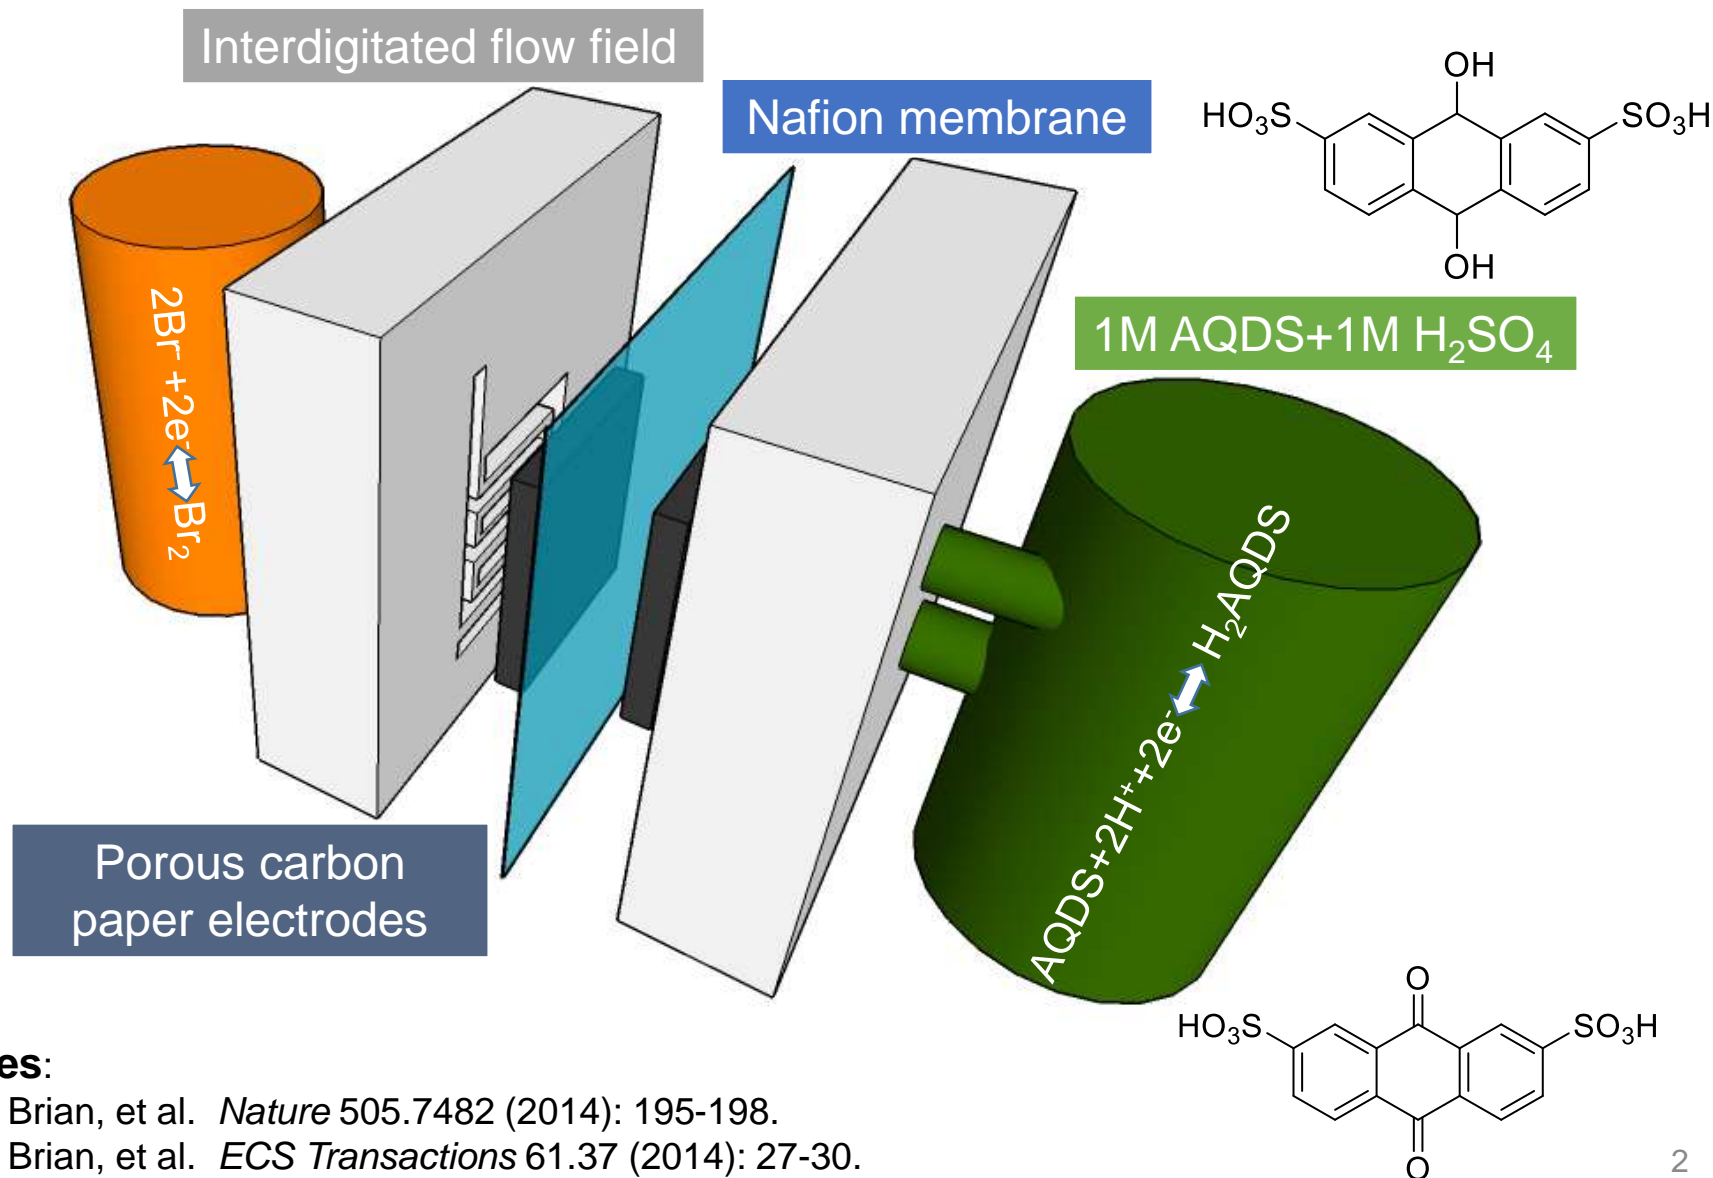 Interdigitated flow field
Nafion membrane
OH
HO₃S
SO₃H
OH
1M AQDS+1M H₂SO₄
2Br⁻ +2e⁻⇔Br₂
AQDS+2H⁺+2e⁻⇔H₂AQDS
Porous carbon
paper electrodes
O
HO₃S
SO₃H
O
es:
Brian, et al. Nature 505.7482 (2014): 195-198.
Brian, et al. ECS Transactions 61.37 (2014): 27-30.
2